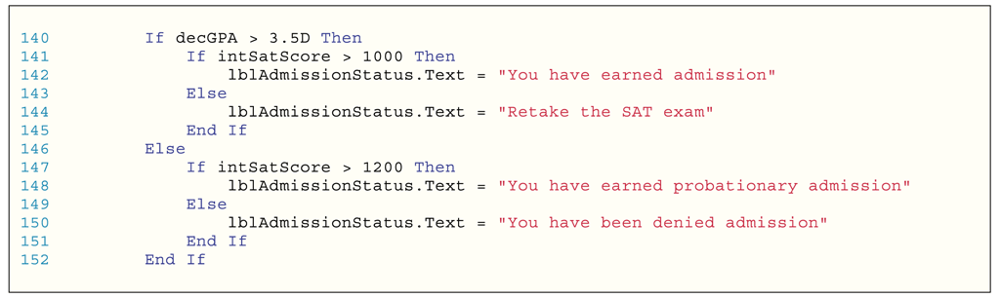 140 If decGPA > 3.5D Then
141 If intSatScore > 1000 Then
142 lblAdmissionStatus.Text = "You have earned admission"
143 Else
144 lblAdmissionStatus.Text = "Retake the SAT exam"
145 End If
146 Else
147 If intSatScore > 1200 Then
148 lblAdmissionStatus.Text = "You have earned probationary admission"
149 Else
150 lblAdmissionStatus.Text = "You have been denied admission"
151 End If
152 End If